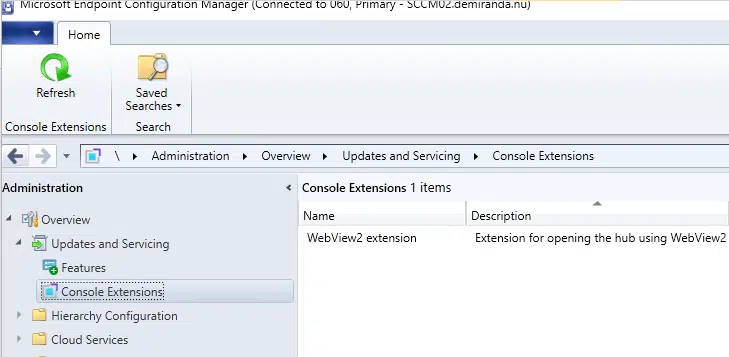 Microsoft Endpoint Configuration Manager (Connected to 060, Primary - SCCM02.demiranda.nu)
Home
Refresh
Saved
Searches
Console Extensions
Search
\ Administration Overview Updates and Servicing Console Extensions
Administration
Overview
Updates and Servicing
Features
Console Extensions
Hierarchy Configuration
Cloud Services
Console Extensions 1 items
Name Description
WebView2 extension Extension for opening the hub using WebView2